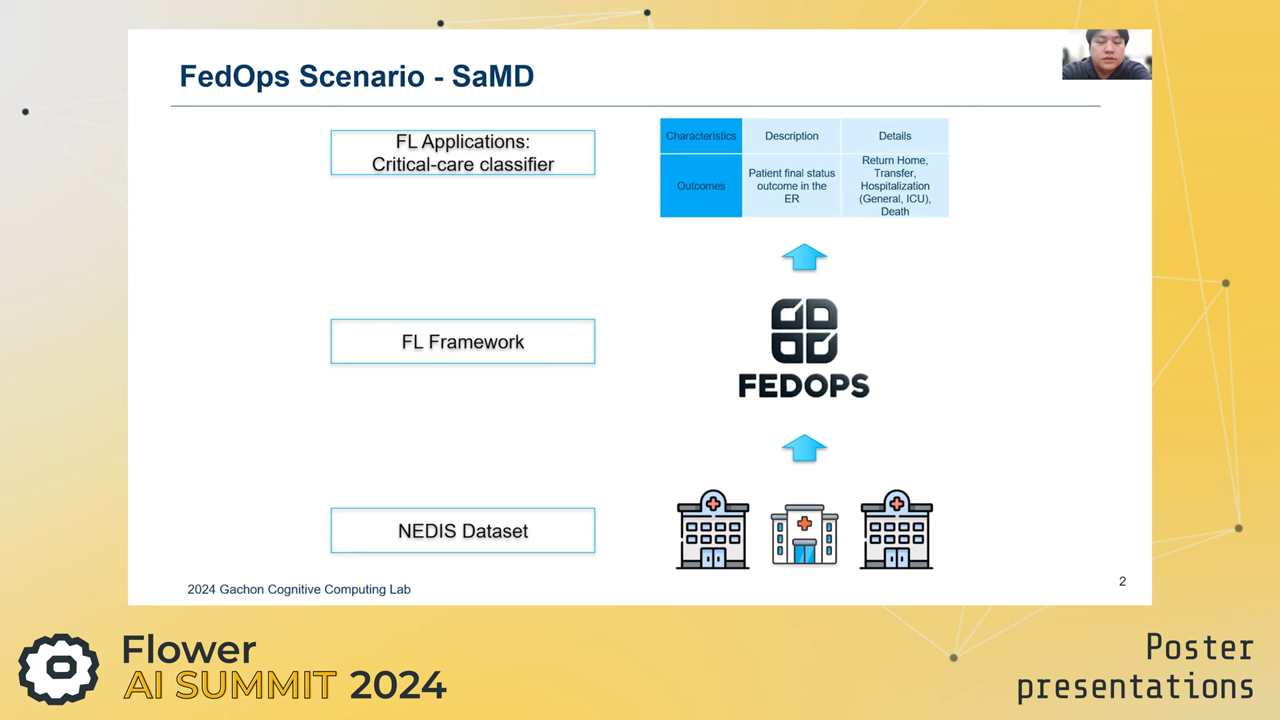 FedOps Scenario - SaMD
FL Applications:
Critical-care classifier
Characteristics
Description
Details
Outcomes
Patient final status
outcome in the
ER
Return Home,
Transfer,
Hospitalization
(General, ICU),
Death
FL Framework
FEDOPS
NEDIS Dataset
2024 Gachon Cognitive Computing Lab
2
Flower
AI SUMMIT 2024
Poster
presentations